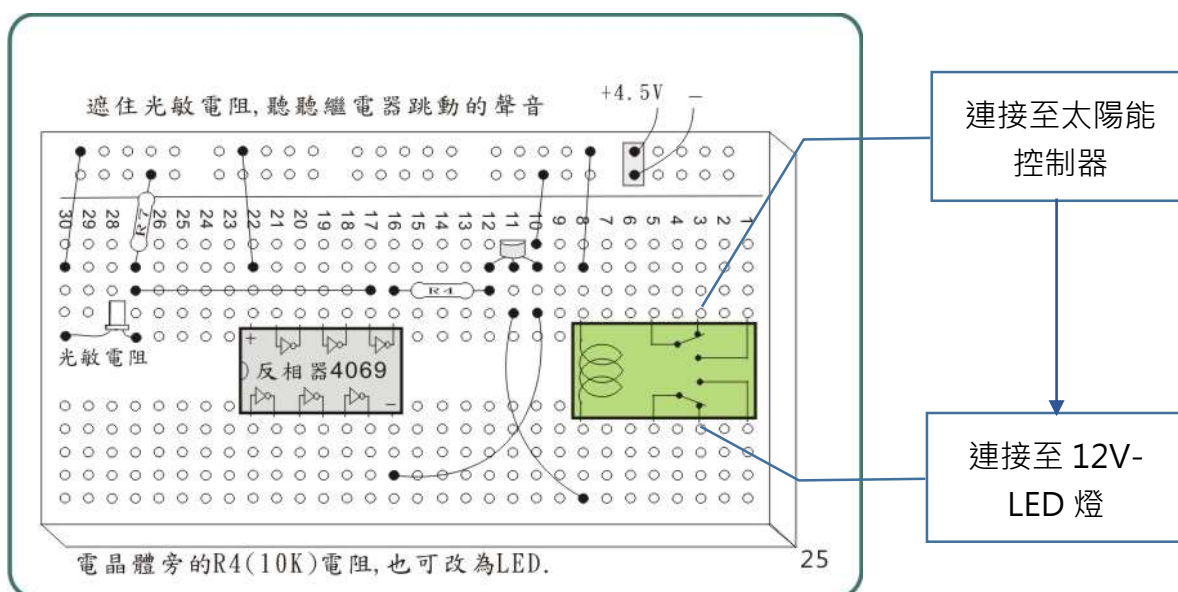 遮住光敏電阻,聽聽繼電器跳動的聲音
+4.5V —
連接至太陽能
控制器
30 29 28 26 25 24 23 22 21 20 19 18 17 16 15 14 13 12 11 10 9 8 7 6 5 4 3 2 1
R7
R4
光敏電阻
+
反相器4069
—
連接至 12V-
LED 燈
電晶體旁的R4(10K)電阻,也可改為LED.
25